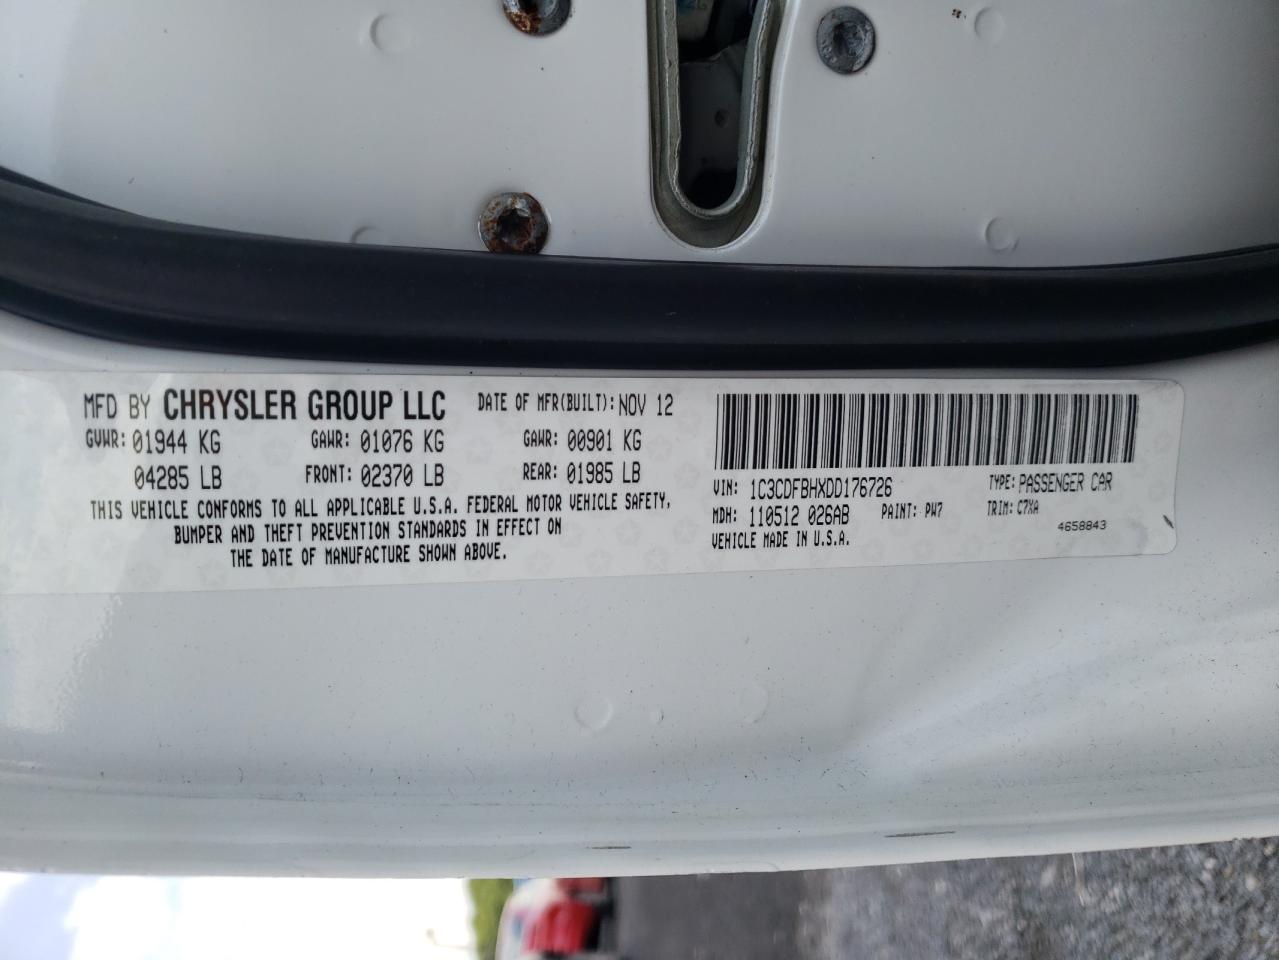 MFD BY CHRYSLER GROUP LLC DATE OF MFR(BUILT): NOV 12
GVWR: 01944 KG GAWR: 01076 KG GAWR: 00901 KG
04285 LB FRONT: 02370 LB REAR: 01985 LB
THIS VEHICLE CONFORMS TO ALL APPLICABLE U.S.A. FEDERAL MOTOR VEHICLE SAFETY,
BUMPER AND THEFT PREVENTION STANDARDS IN EFFECT ON
THE DATE OF MANUFACTURE SHOWN ABOVE.
VIN: 1C3CDFBHXDD176726 TYPE: PASSENGER CAR
MDH: 110512 026AB PAINT: PW7 TRIM: C7XA
VEHICLE MADE IN U.S.A. 4658843